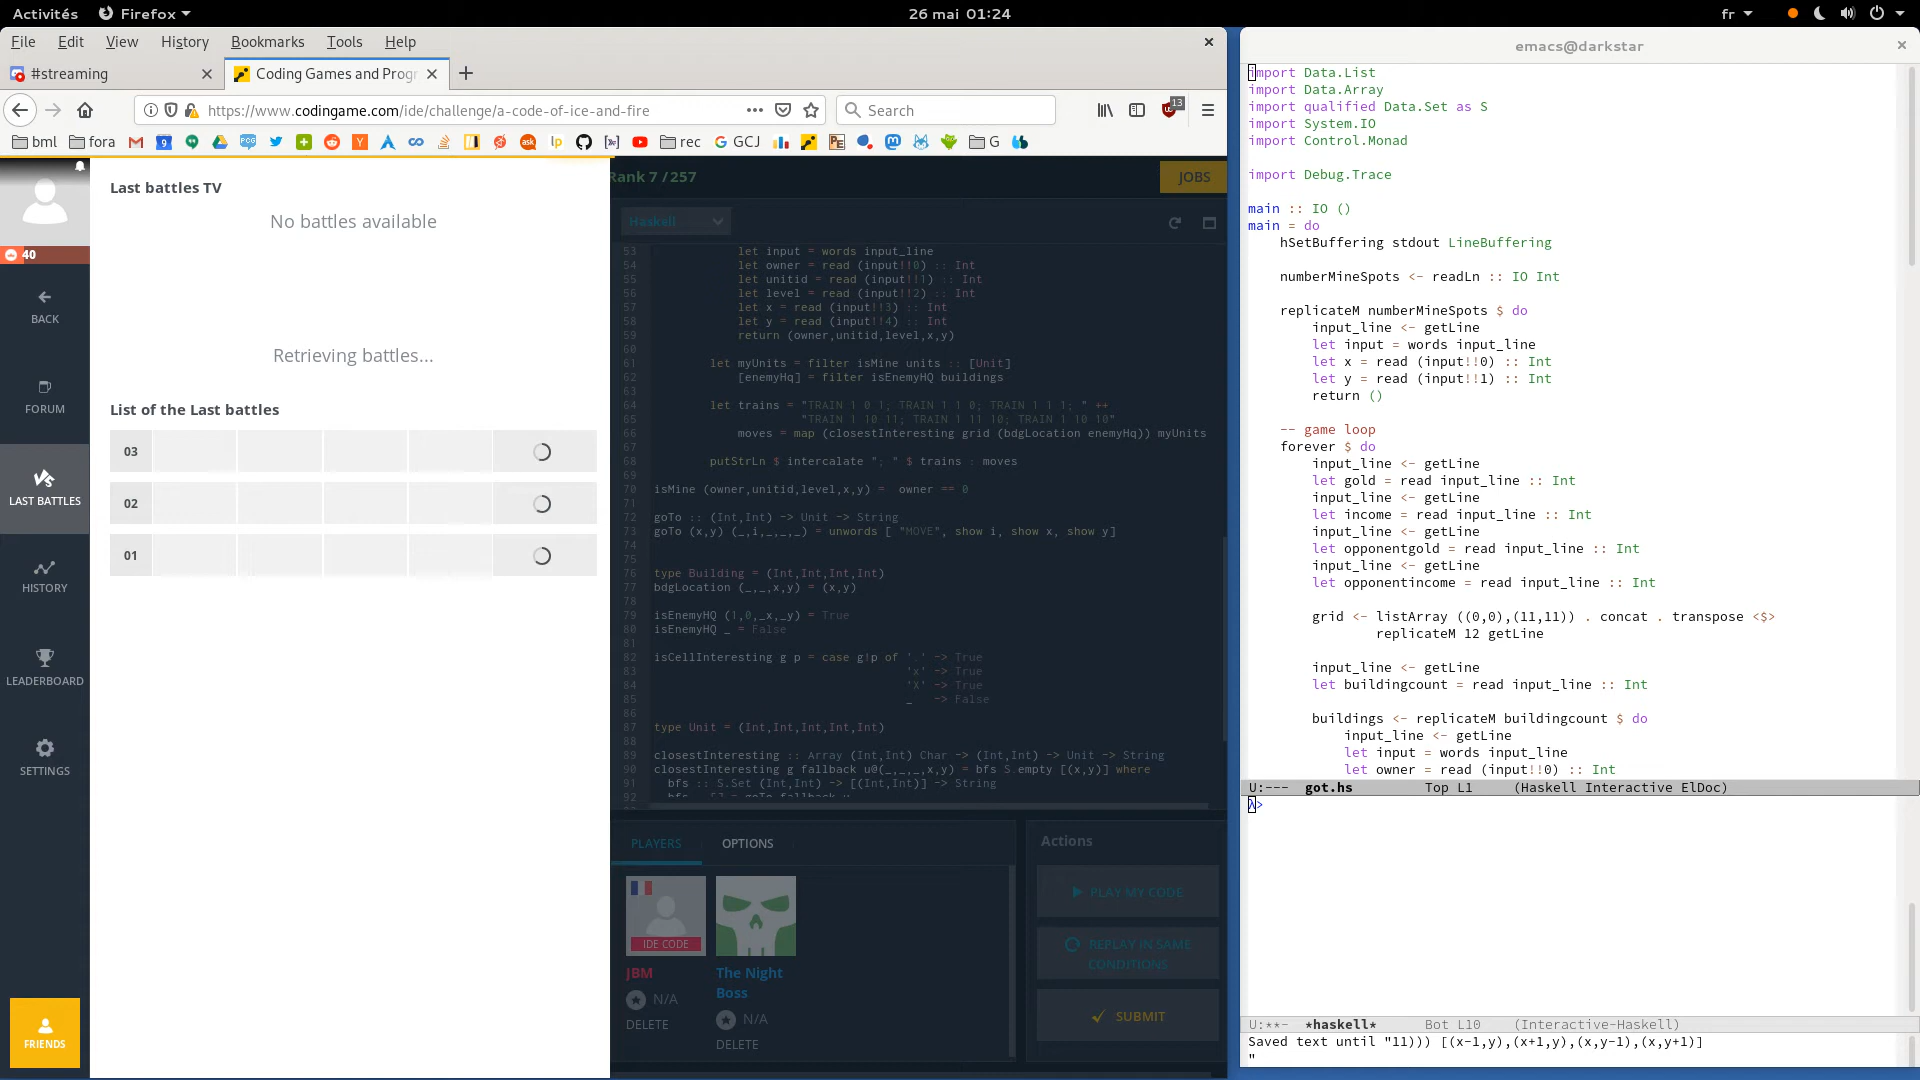 Activités
Firefox
26 mai 01:24
fr
File Edit View History Bookmarks Tools Help
#streaming
Coding Games and Progr
https://www.codingame.com/ide/challenge/a-code-of-ice-and-fire
Search
13
bml
fora
rec
GCJ
G
40
BACK
FORUM
LAST BATTLES
HISTORY
LEADERBOARD
SETTINGS
FRIENDS
Last battles TV
No battles available
Retrieving battles...
List of the Last battles
03
02
01
Rank 7 / 257
JOBS
Haskell
53 let input = words input_line
54 let owner = read (input!!0) :: Int
55 let unitid = read (input!!1) :: Int
56 let level = read (input!!2) :: Int
57 let x = read (input!!3) :: Int
58 let y = read (input!!4) :: Int
59 return (owner,unitid,level,x,y)
60
61 let myUnits = filter isMine units :: [Unit]
62 [enemyHq] = filter isEnemyHQ buildings
63
64 let trains = "TRAIN 1 0 1; TRAIN 1 1 0; TRAIN 1 1 1; " ++
65 "TRAIN 1 10 11; TRAIN 1 11 10; TRAIN 1 10 10"
66 moves = map (closestInteresting grid (bdgLocation enemyHq)) myUnits
67
68 putStrLn $ intercalate "; " $ trains : moves
69
70 isMine (owner,unitid,level,x,y) = owner == 0
71
72 goTo :: (Int,Int) -> Unit -> String
73 goTo (x,y) (_,i,_,_,_) = unwords [ "MOVE", show i, show x, show y]
74
75
76 type Building = (Int,Int,Int,Int)
77 bdgLocation (_,_,x,y) = (x,y)
78
79 isEnemyHQ (1,0,_x,_y) = True
80 isEnemyHQ _ = False
81
82 isCellInteresting g p = case g!p of '.' -> True
83 'x' -> True
84 'X' -> True
85 _ -> False
86
87 type Unit = (Int,Int,Int,Int,Int)
88
89 closestInteresting :: Array (Int,Int) Char -> (Int,Int) -> Unit -> String
90 closestInteresting g fallback u@(_,_,_,x,y) = bfs S.empty [(x,y)] where
91 bfs :: S.Set (Int,Int) -> [(Int,Int)] -> String
92 bfs _ [] = goTo fallback u
PLAYERS
OPTIONS
IDE CODE
JBM
N/A
DELETE
The Night
Boss
N/A
DELETE
Actions
PLAY MY CODE
REPLAY IN SAME
CONDITIONS
SUBMIT
emacs@darkstar
import Data.List
import Data.Array
import qualified Data.Set as S
import System.IO
import Control.Monad
import Debug.Trace
main :: IO ()
main = do
hSetBuffering stdout LineBuffering
numberMineSpots <- readLn :: IO Int
replicateM numberMineSpots $ do
input_line <- getLine
let input = words input_line
let x = read (input!!0) :: Int
let y = read (input!!1) :: Int
return ()
-- game loop
forever $ do
input_line <- getLine
let gold = read input_line :: Int
input_line <- getLine
let income = read input_line :: Int
input_line <- getLine
let opponentgold = read input_line :: Int
input_line <- getLine
let opponentincome = read input_line :: Int
grid <- listArray ((0,0),(11,11)) . concat . transpose <$>
replicateM 12 getLine
input_line <- getLine
let buildingcount = read input_line :: Int
buildings <- replicateM buildingcount $ do
input_line <- getLine
let input = words input_line
let owner = read (input!!0) :: Int
U:--- got.hs Top L1 (Haskell Interactive ElDoc)
λ>
U:**- *haskell* Bot L10 (Interactive-Haskell)
Saved text until "11))) [(x-1,y),(x+1,y),(x,y-1),(x,y+1)]
"